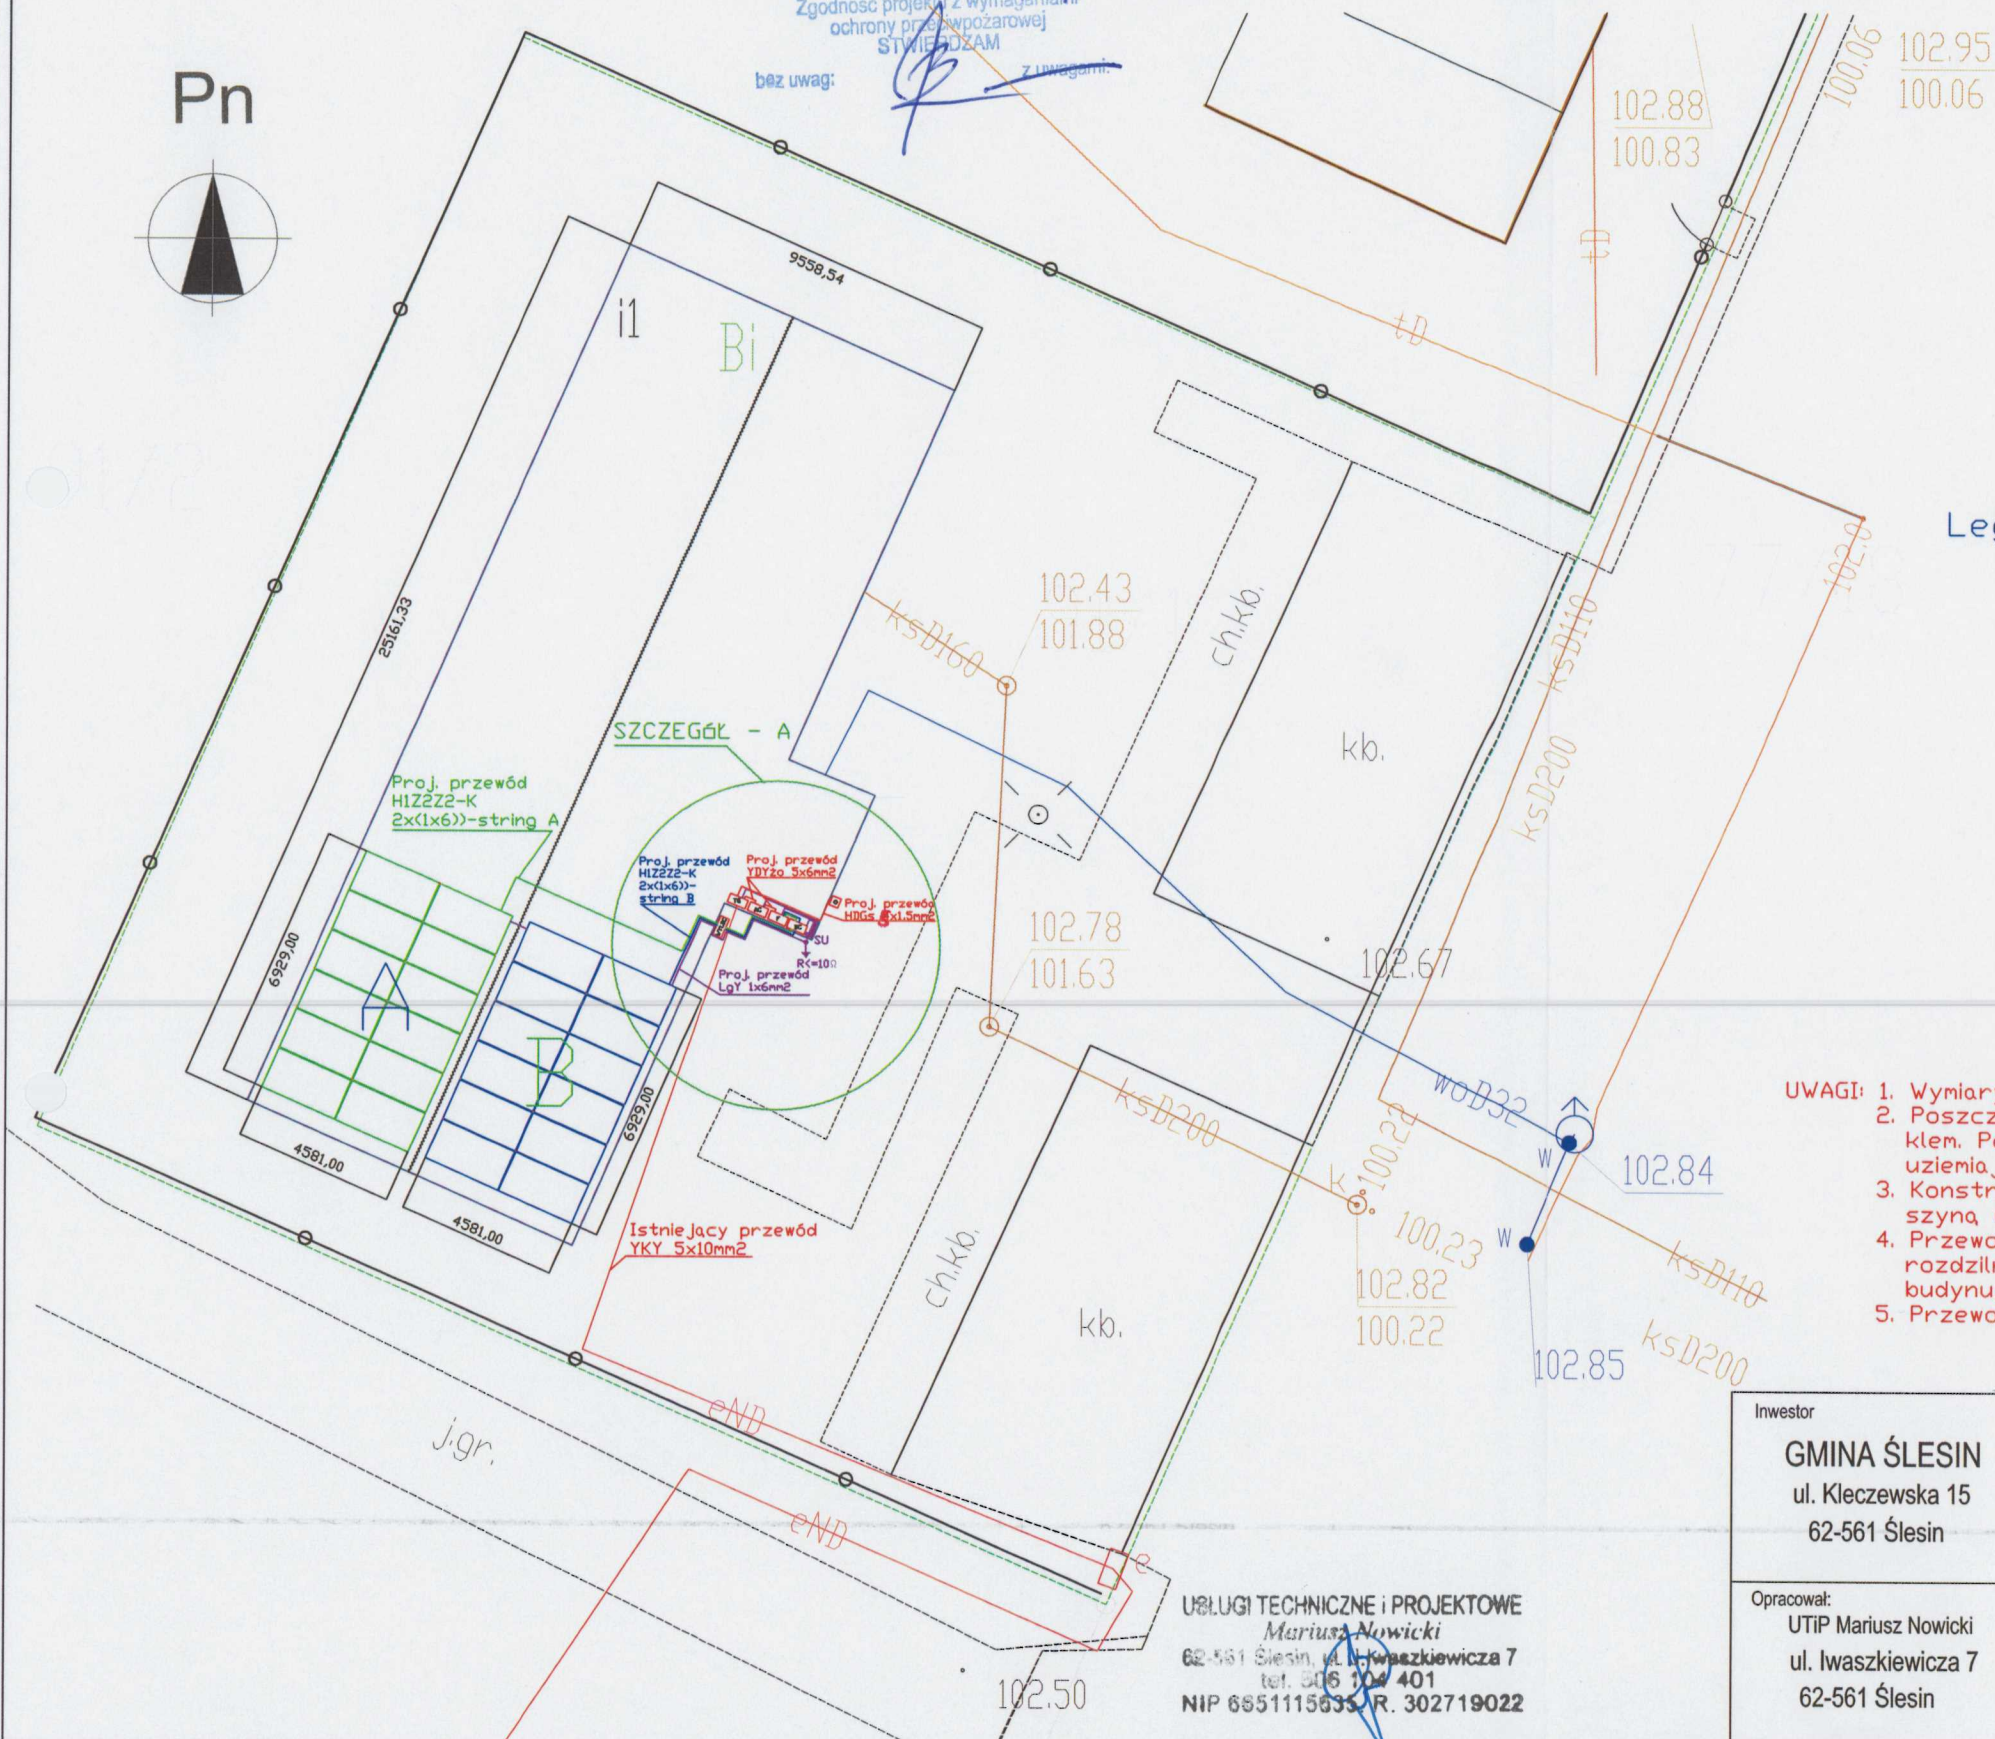 Zgodność projektu z wymaganiami
ochrony przeciwpożarowej
STWIERDZAM
bez uwag:
z uwagami:
Pn
102.95
100.06
100.06
102.88
100.83
9558,54
i1
Bi
tD
tD
25161,33
102.43
101.88
ksD160
ch.kb.
kb.
ksD110
ksD200
102.0
Leg
SZCZEGÓŁ - A
Proj. przewód
H1Z2Z2-K
2x(1x6))-string A
Proj. przewód
H1Z2Z2-K
2x(1x6))-
string B
Proj. przewód
YDYżo 5x6mm2
Proj. przewód
SU
R<=10Ω
Proj. przewód
LgY 1x6mm2
6929,00
A
B
6929,00
4581,00
4581,00
102.78
101.63
102.67
ksD200
woD32
W
W
102.84
102.85
k
100.22
100.23
102.82
100.22
ksD110
ksD200
Istniejący przewód
YKY 5x10mm2
ch.kb.
kb.
j.gr.
eND
eND
e
102.50
UWAGI: 1. Wymiar
2. Poszcz
klem. P
uziemia
3. Konstr
szyną
4. Przewo
rozdziln
budynu
5. Przewo
Inwestor
GMINA ŚLESIN
ul. Kleczewska 15
62-561 Ślesin
Opracował:
UTiP Mariusz Nowicki
ul. Iwaszkiewicza 7
62-561 Ślesin
USŁUGI TECHNICZNE i PROJEKTOWE
Mariusz Nowicki
62-561 Ślesin, ul. Iwaszkiewicza 7
tel. 506 104 401
R. 302719022